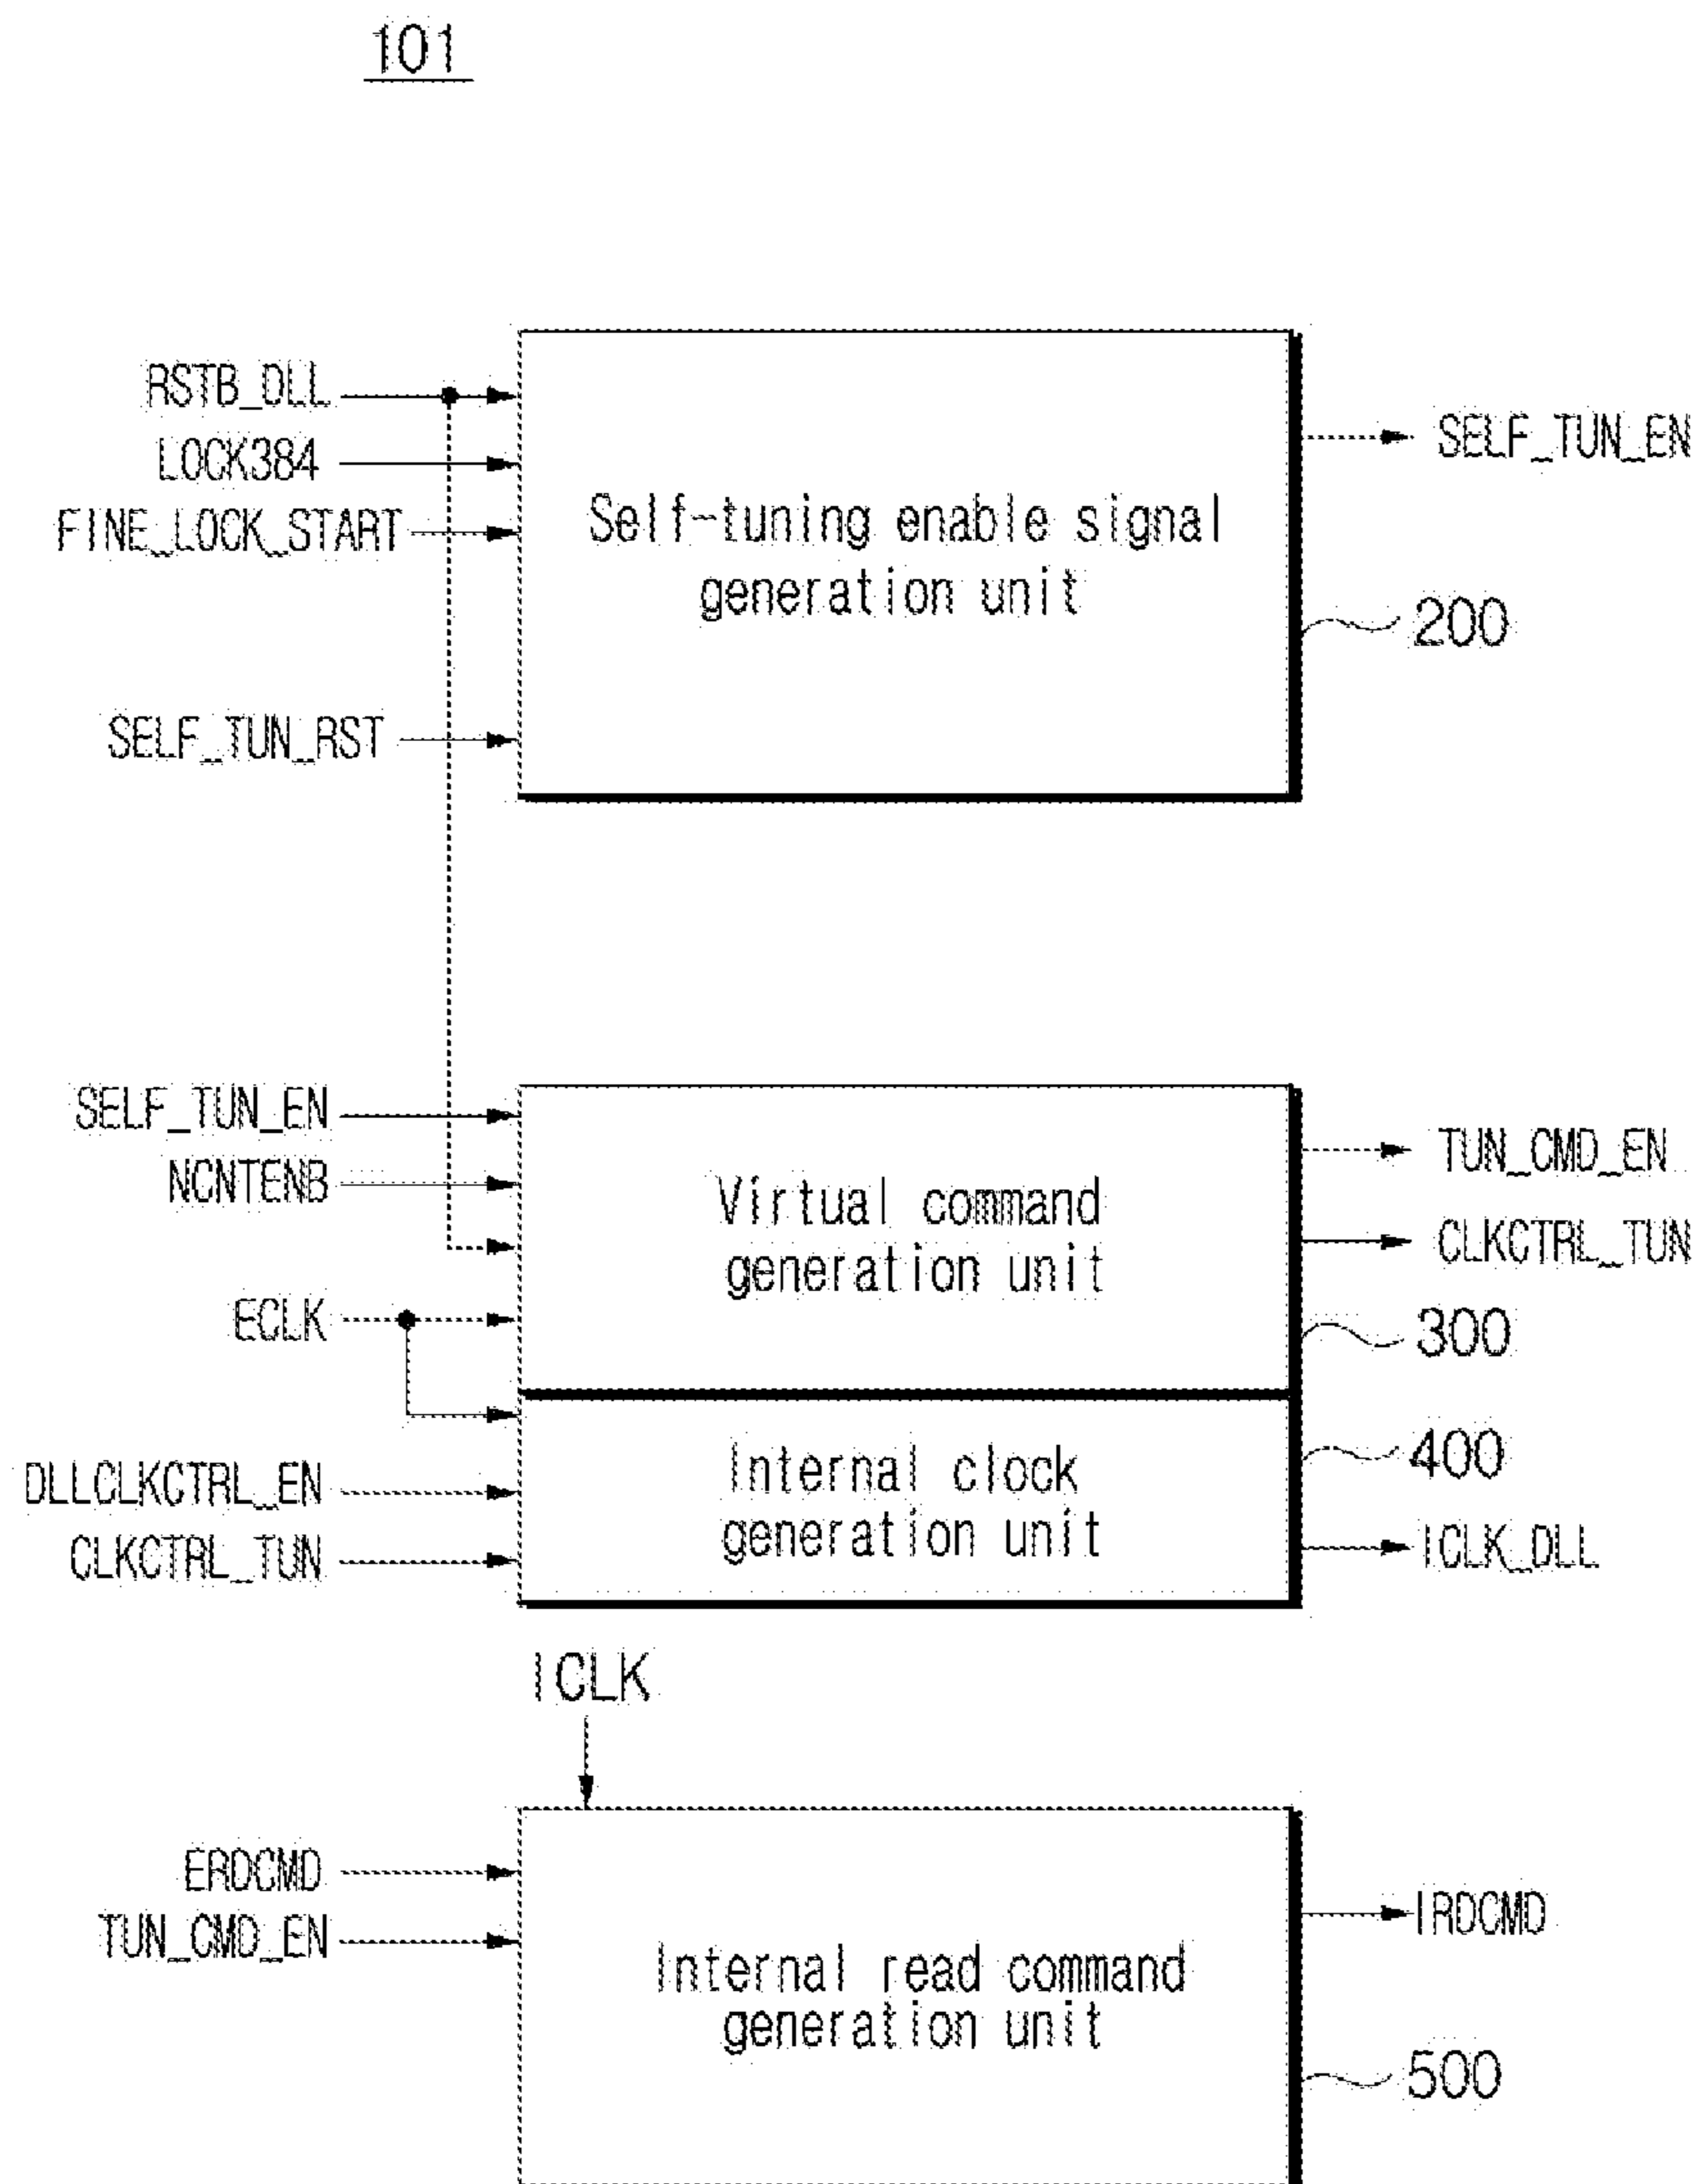 101
RSTB_DLL
LOCK384
FINE_LOCK_START
SELF_TUN_RST
Self-tuning enable signal
generation unit
SELF_TUN_EN
200
SELF_TUN_EN
NCNTENB
ECLK
Virtual command
generation unit
TUN_CMD_EN
CLKCTRL_TUN
300
DLLCLKCTRL_EN
CLKCTRL_TUN
Internal clock
generation unit
400
ICLK_DLL
ICLK
ERDCMD
TUN_CMD_EN
Internal read command
generation unit
IRDCMD
500